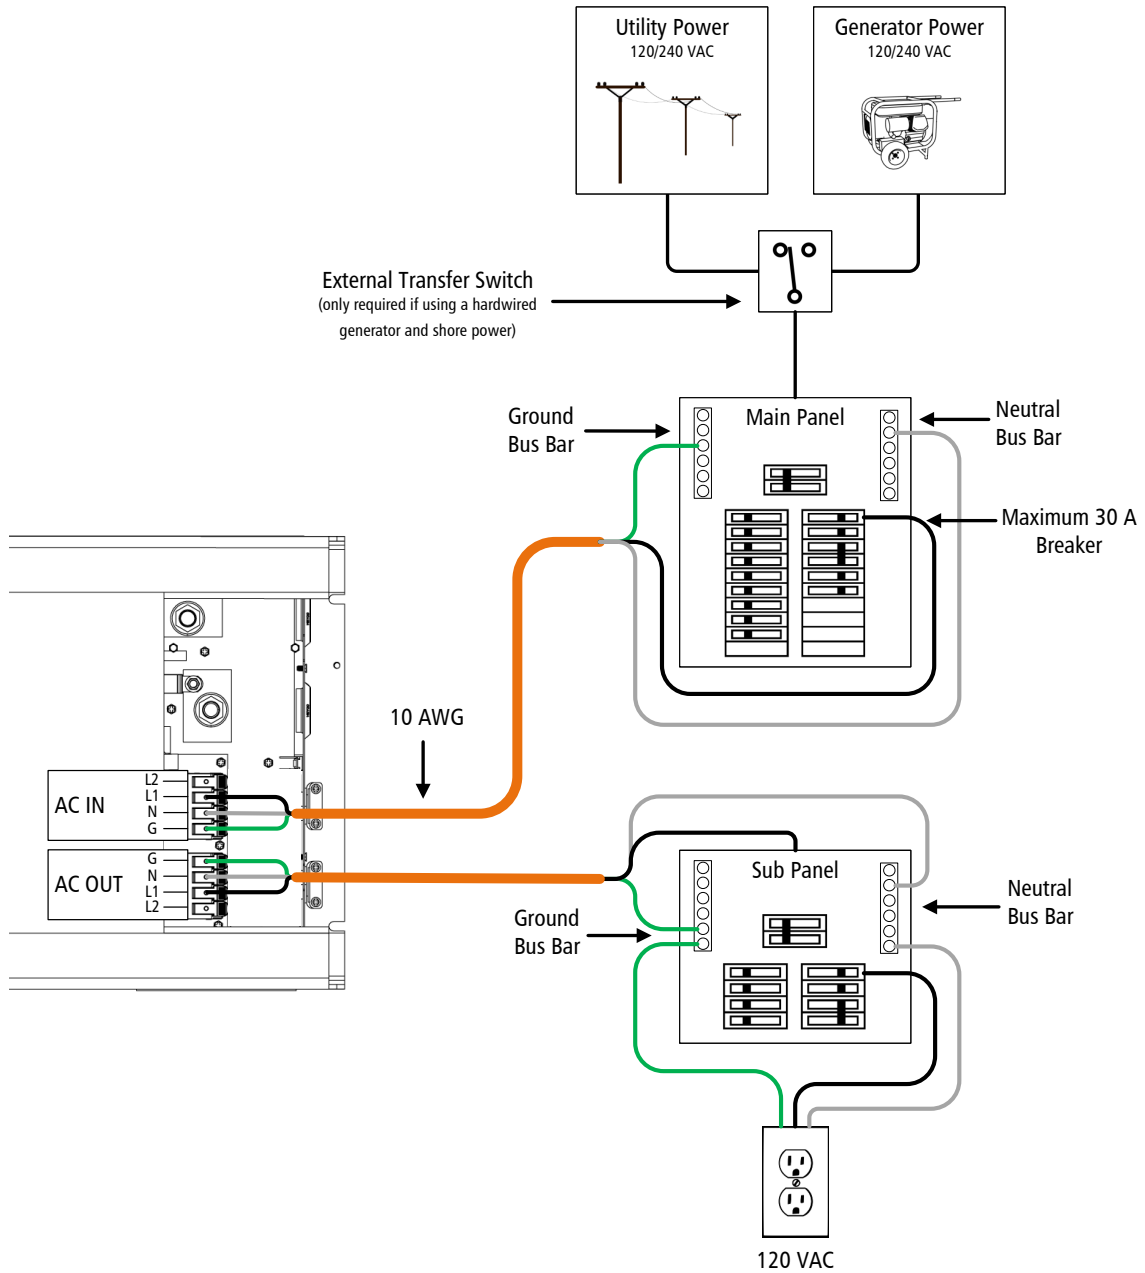 Utility Power
120/240 VAC
Generator Power
120/240 VAC
External Transfer Switch
(only required if using a hardwired
generator and shore power)
Ground
Bus Bar
Main Panel
Neutral
Bus Bar
Maximum 30 A
Breaker
10 AWG
AC IN
L2
L1
N
G
AC OUT
G
N
L1
L2
Sub Panel
Ground
Bus Bar
Neutral
Bus Bar
120 VAC